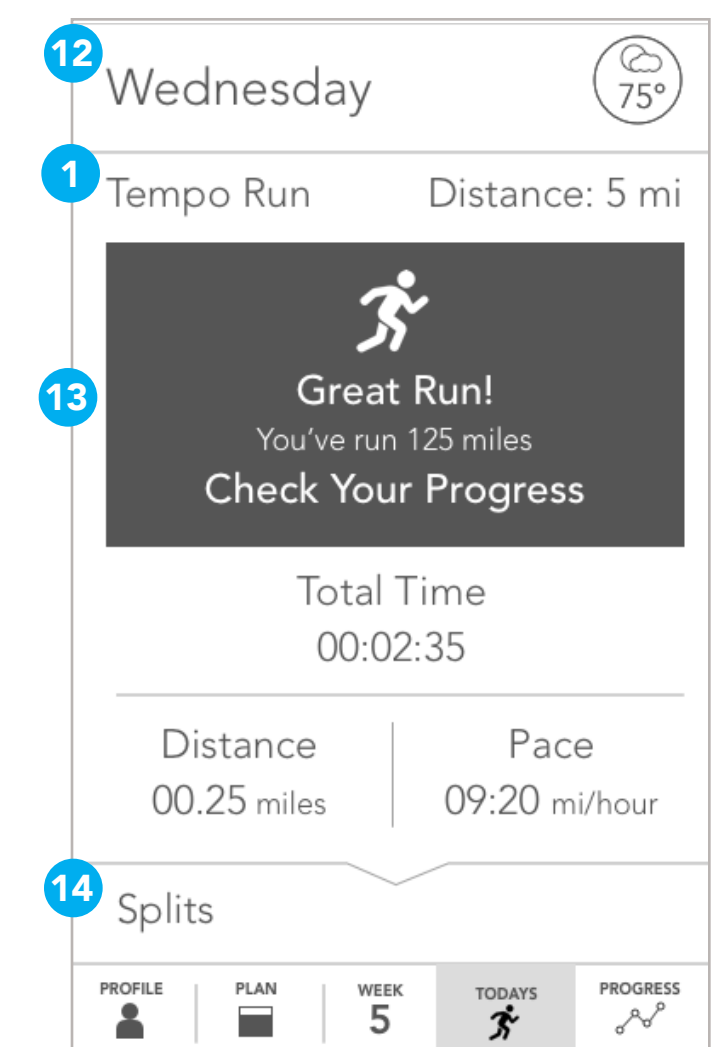 12
Wednesday
75°
1
Tempo Run Distance: 5 mi
13
Great Run!
You've run 125 miles
Check Your Progress
Total Time
00:02:35
Distance Pace
00.25 miles 09:20 mi/hour
14
Splits
PROFILE PLAN WEEK TODAYS PROGRESS
5